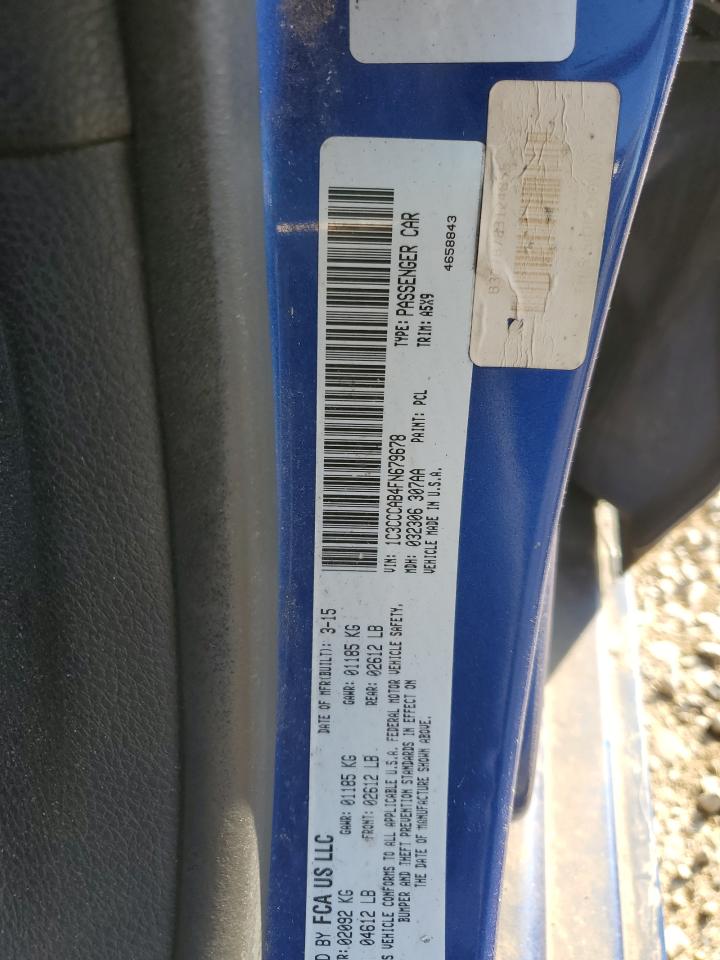 D BY FCA US LLC
DATE OF MFR(BUILT): 3-15
R: 02092 KG GAWR: 01185 KG GAWR: 01185 KG
04612 LB FRONT: 02612 LB REAR: 02612 LB
S VEHICLE CONFORMS TO ALL APPLICABLE U.S.A. FEDERAL MOTOR VEHICLE SAFETY,
BUMPER AND THEFT PREVENTION STANDARDS IN EFFECT ON
THE DATE OF MANUFACTURE SHOWN ABOVE.
VIN: 1C3CCCAB4FN679678 TYPE: PASSENGER CAR
MDH: 032306 307AA PAINT: PCL TRIM: A5X9
VEHICLE MADE IN U.S.A.
4658843